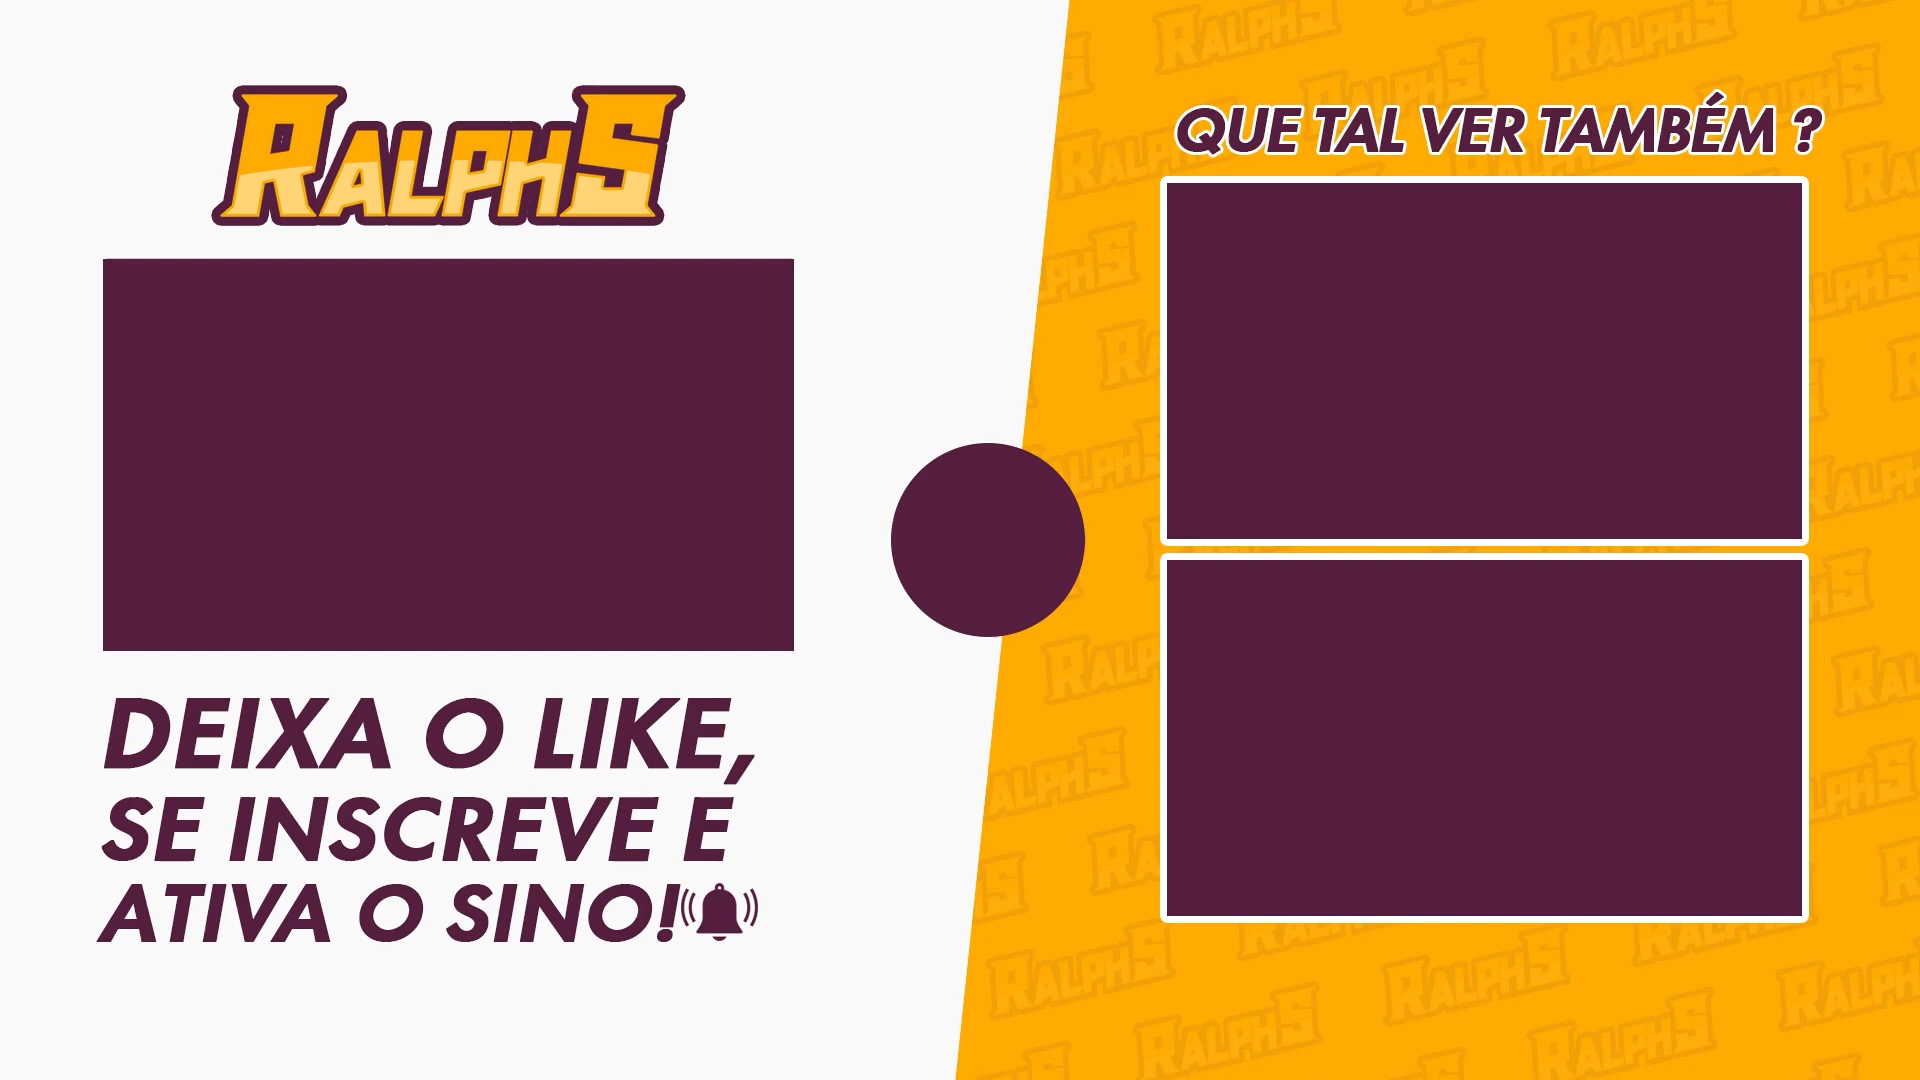 RALPHS
DEIXA O LIKE,
SE INSCREVE E
ATIVA O SINO!
QUE TAL VER TAMBÉM ?